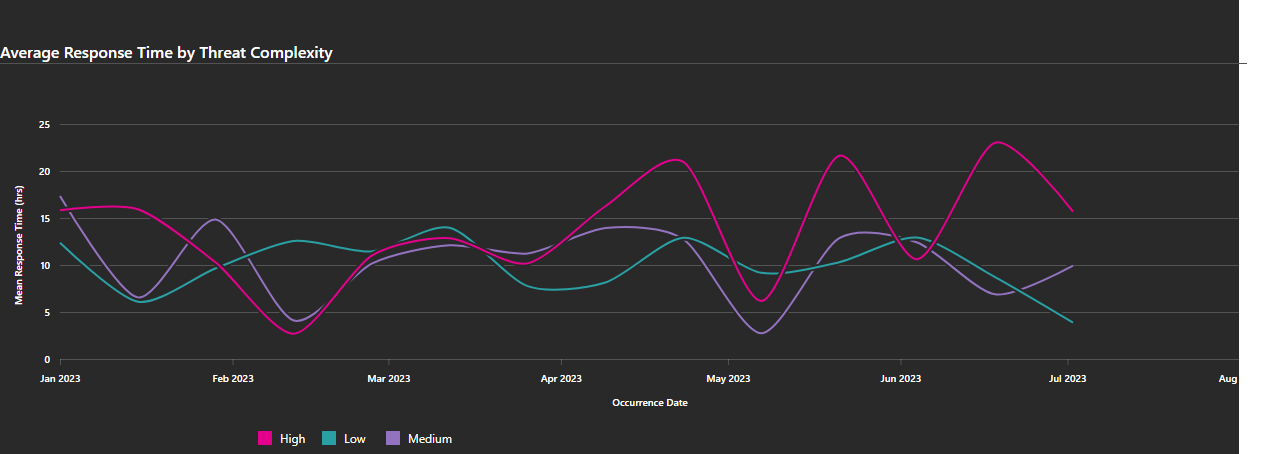 Average Response Time by Threat Complexity
25
20
15
10
5
0
Mean Response Time (hrs)
Jan 2023 Feb 2023 Mar 2023 Apr 2023 May 2023 Jun 2023 Jul 2023 Aug
Occurrence Date
High Low Medium